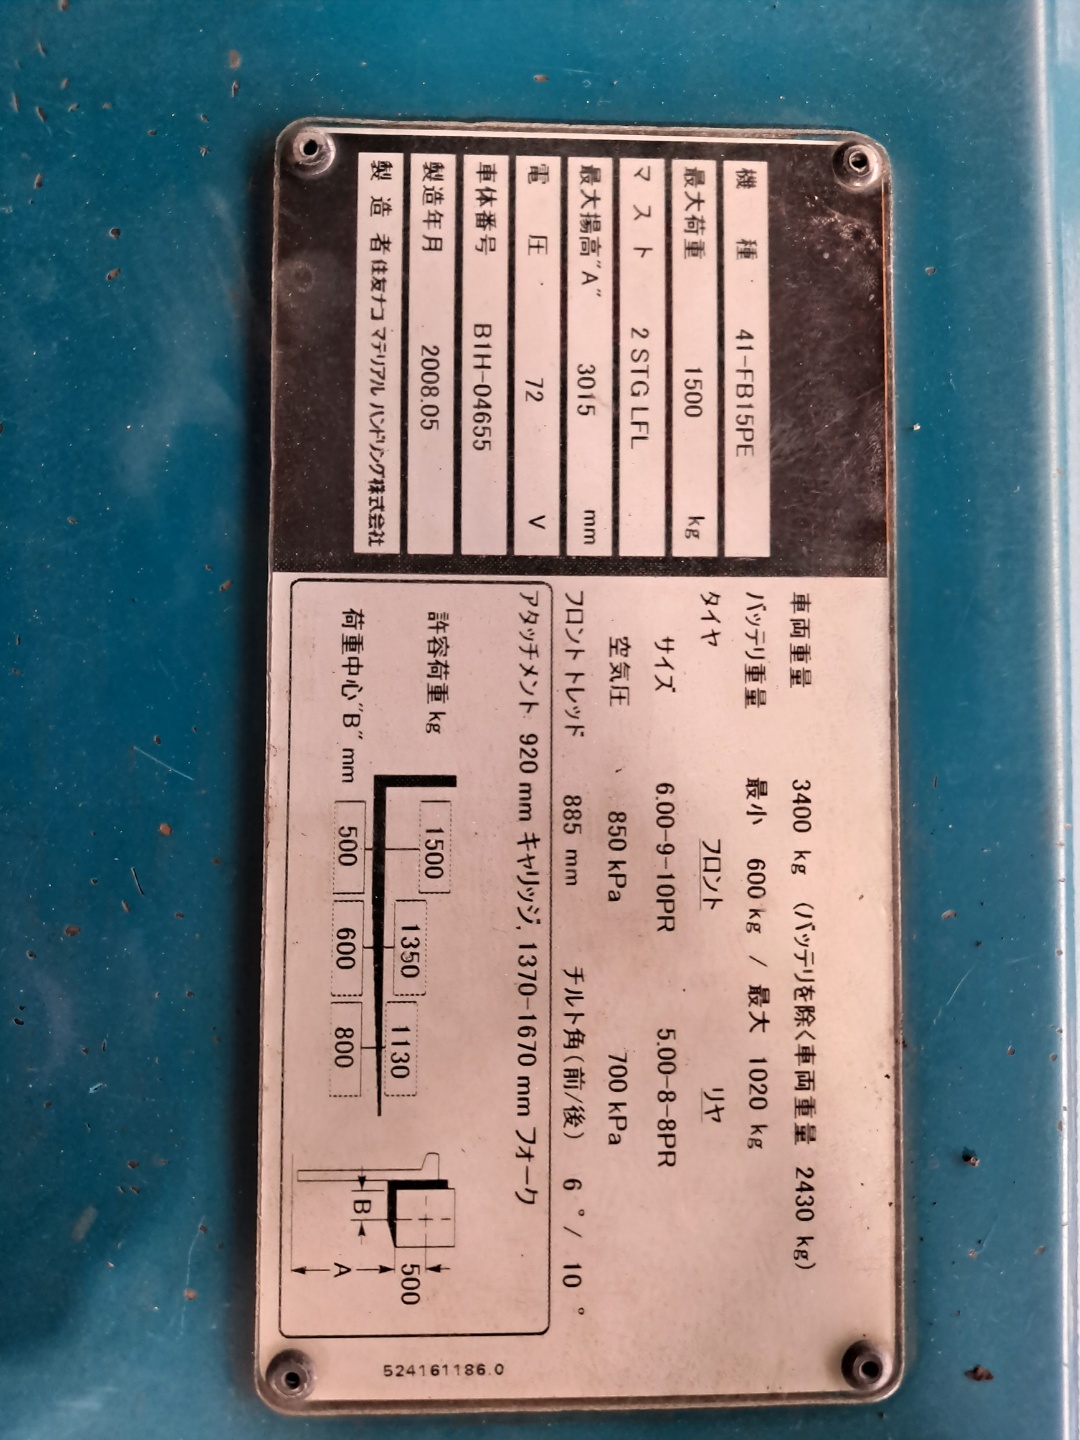 機 種 41-FB15PE
最大荷重 1500 kg
マスト 2 STG LFL
最大揚高"A" 3015 mm
電 圧 72 V
車体番号 B1H-04655
製造年月 2008.05
製 造 者 住友ナコ マテリアル ハンドリング株式会社
車両重量 3400 kg (バッテリを除く車両重量 2430 kg)
バッテリ重量 最小 600 kg / 最大 1020 kg
タイヤ フロント リヤ
サイズ 6.00-9-10PR 5.00-8-8PR
空気圧 850 kPa 700 kPa
フロントトレッド 885 mm チルト角(前/後) 6 ° / 10 °
アタッチメント 920 mm キャリッジ, 1370-1670 mm フォーク
許容荷重 kg 1500 1350 1130
荷重中心"B" mm 500 600 800
500
B
A
524161186.0